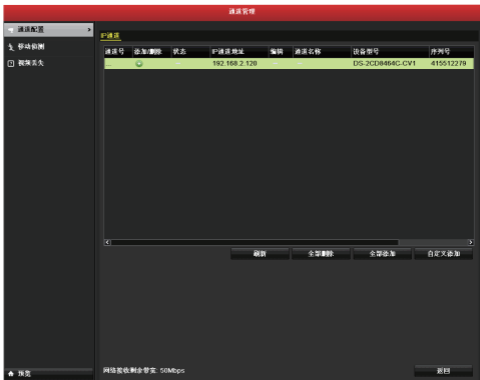 通道管理
通道配置
移动侦测
视频丢失
IP通道
通道号 添加/删除 状态 IP通道地址 编辑 通道名称 设备型号 序列号
192.168.2.120 DS-2CD8464C-CV1 415512279
刷新 全部删除 全部添加 自定义添加
网络接收剩余带宽: 50Mbps
预览 返回